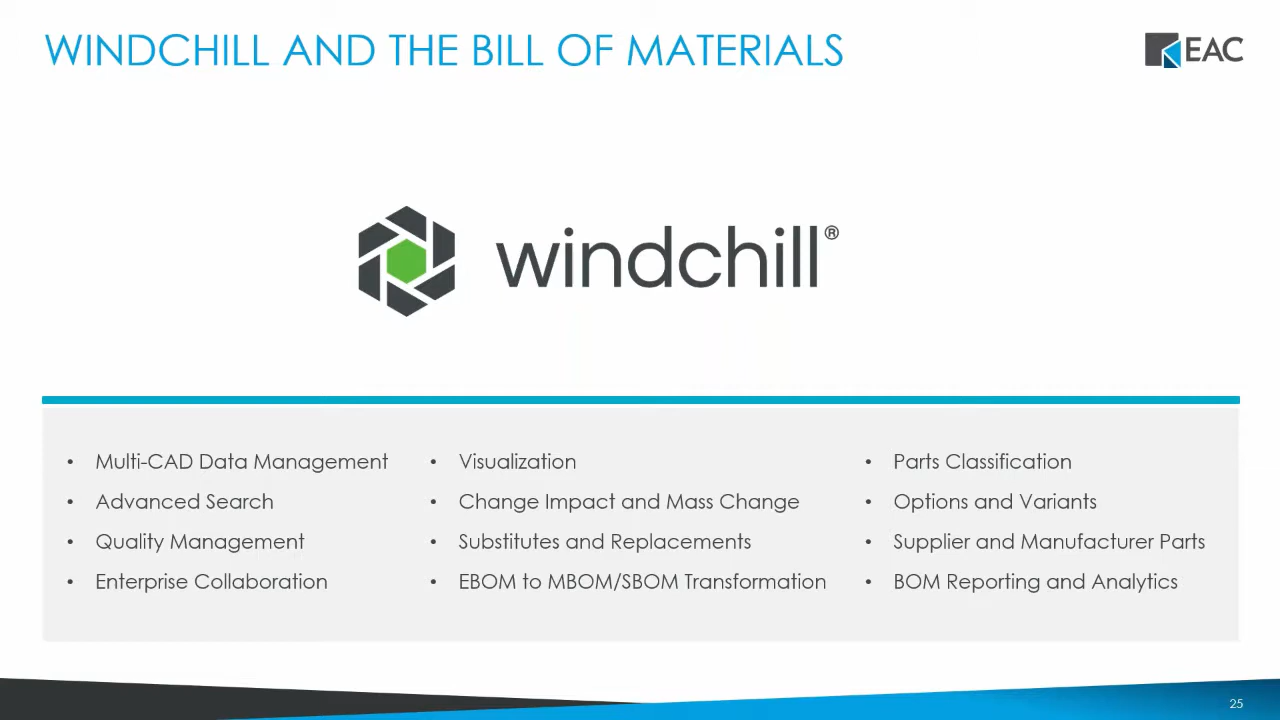 WINDCHILL AND THE BILL OF MATERIALS
EAC
windchill®
• Multi-CAD Data Management
• Advanced Search
• Quality Management
• Enterprise Collaboration
• Visualization
• Change Impact and Mass Change
• Substitutes and Replacements
• EBOM to MBOM/SBOM Transformation
• Parts Classification
• Options and Variants
• Supplier and Manufacturer Parts
• BOM Reporting and Analytics
25